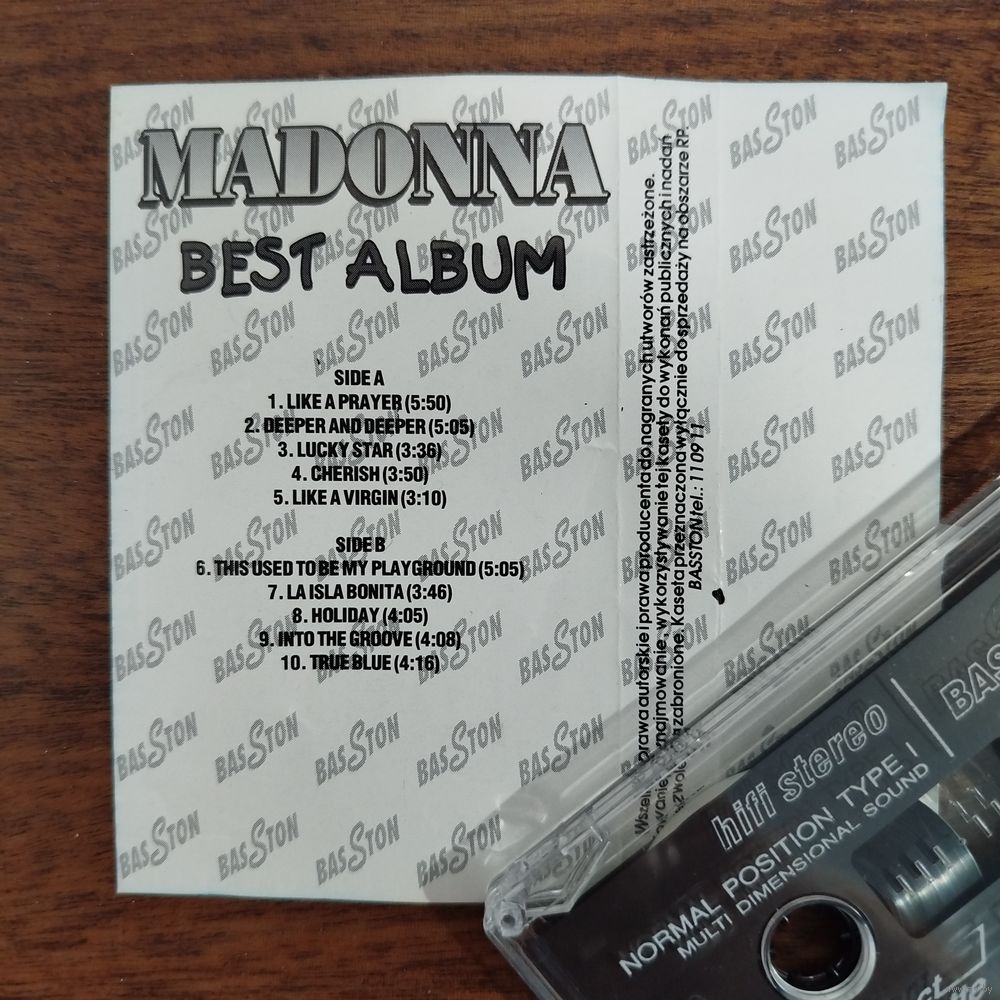 MADONNA
BEST ALBUM
SIDE A
1. LIKE A PRAYER (5:50)
2. DEEPER AND DEEPER (5:05)
3. LUCKY STAR (3:36)
4. CHERISH (3:50)
5. LIKE A VIRGIN (3:10)
SIDE B
6. THIS USED TO BE MY PLAYGROUND (5:05)
7. LA ISLA BONITA (3:46)
8. HOLIDAY (4:05)
9. INTO THE GROOVE (4:08)
10. TRUE BLUE (4:16)
prawa autorskie i prawa producenta do nagranych utworów zastrzeżone.
najmowanie, wykorzystywanie tej kasety do wykonań publicznych i nadań
zabronione. Kaseta przeznaczona wyłącznie do sprzedaży na obszarze RP
BASSTON tel.: 11 09 11.
BASSTON
hifi stereo
NORMAL POSITION TYPE I
MULTI DIMENSIONAL SOUND